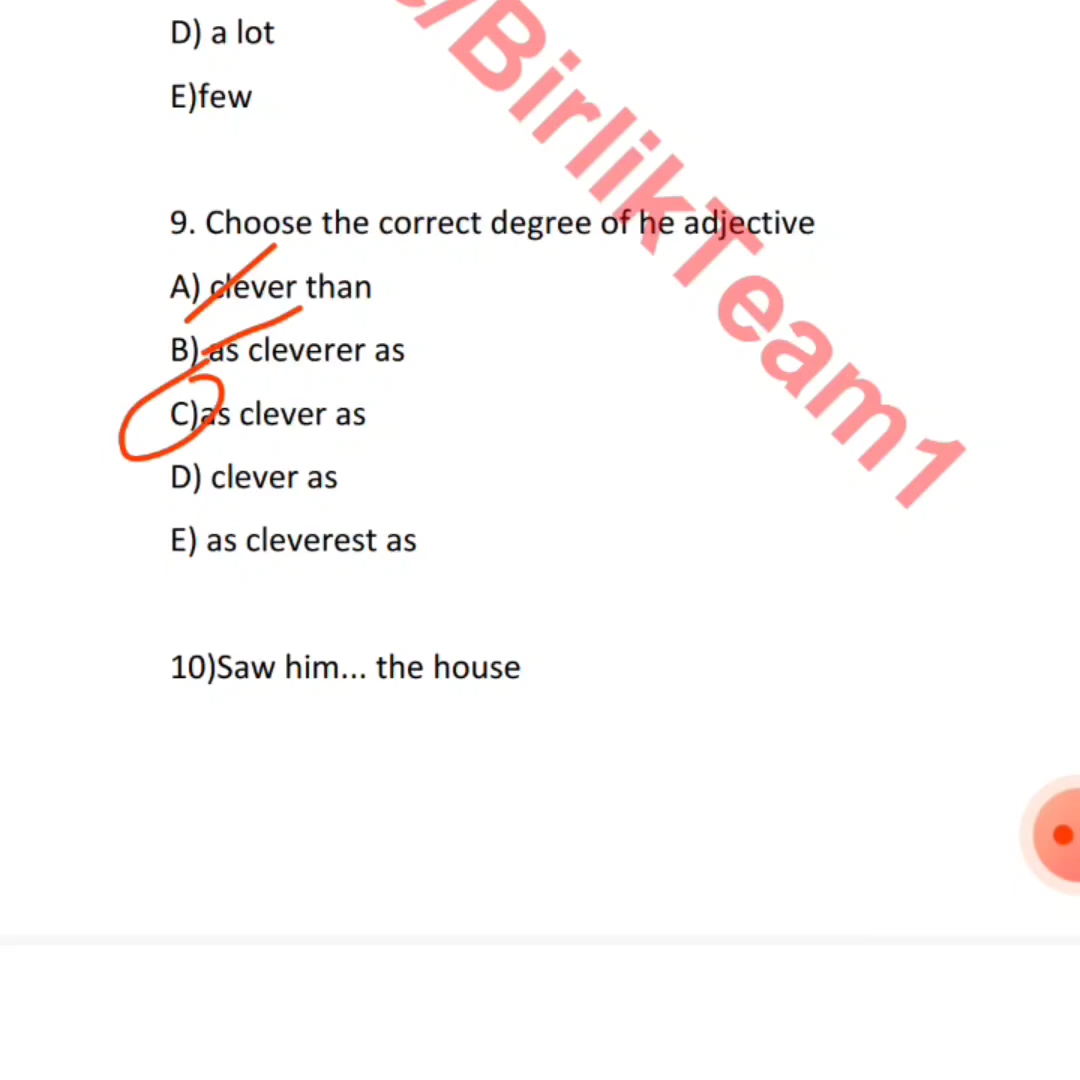 D) a lot
E)few
/BirlikTeam1
9. Choose the correct degree of he adjective
A) clever than
B) as cleverer as
C)as clever as
D) clever as
E) as cleverest as
10)Saw him... the house